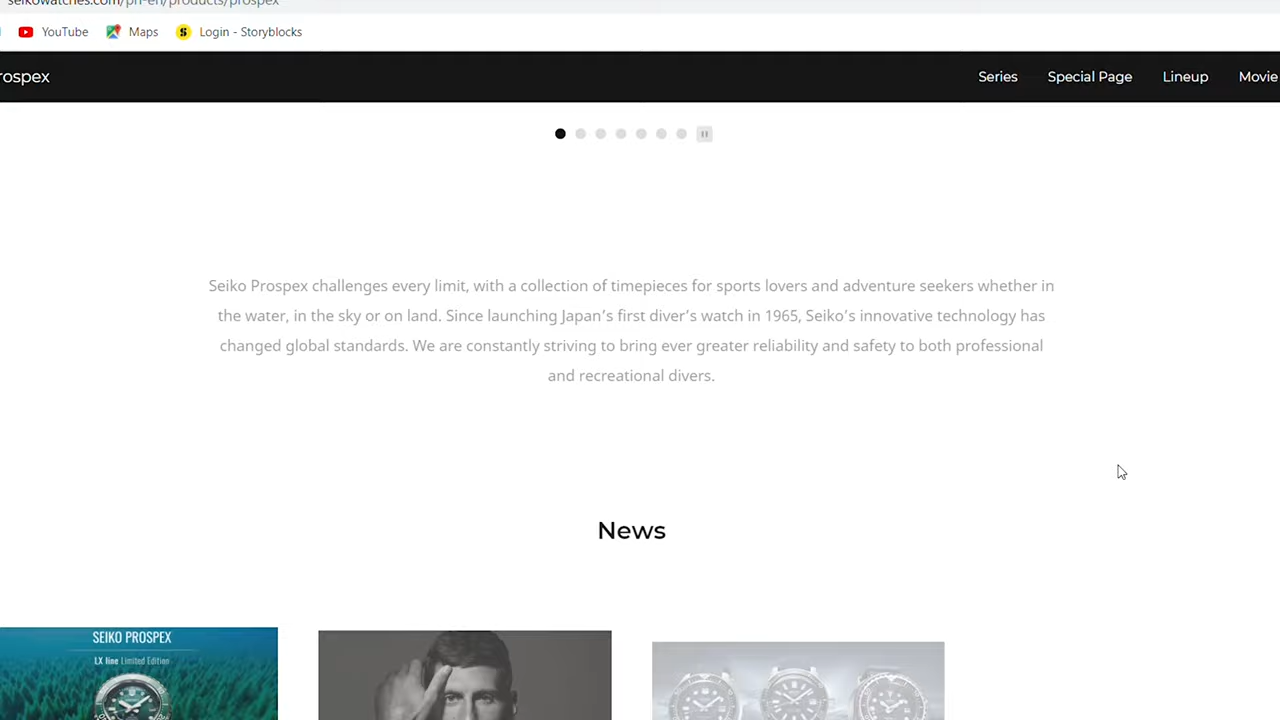 seikowatches.com/ph-en/products/prospex
YouTube Maps Login - Storyblocks
rospex Series Special Page Lineup Movie
Seiko Prospex challenges every limit, with a collection of timepieces for sports lovers and adventure seekers whether in
the water, in the sky or on land. Since launching Japan's first diver's watch in 1965, Seiko's innovative technology has
changed global standards. We are constantly striving to bring ever greater reliability and safety to both professional
and recreational divers.
News
SEIKO PROSPEX
LX line Limited Edition